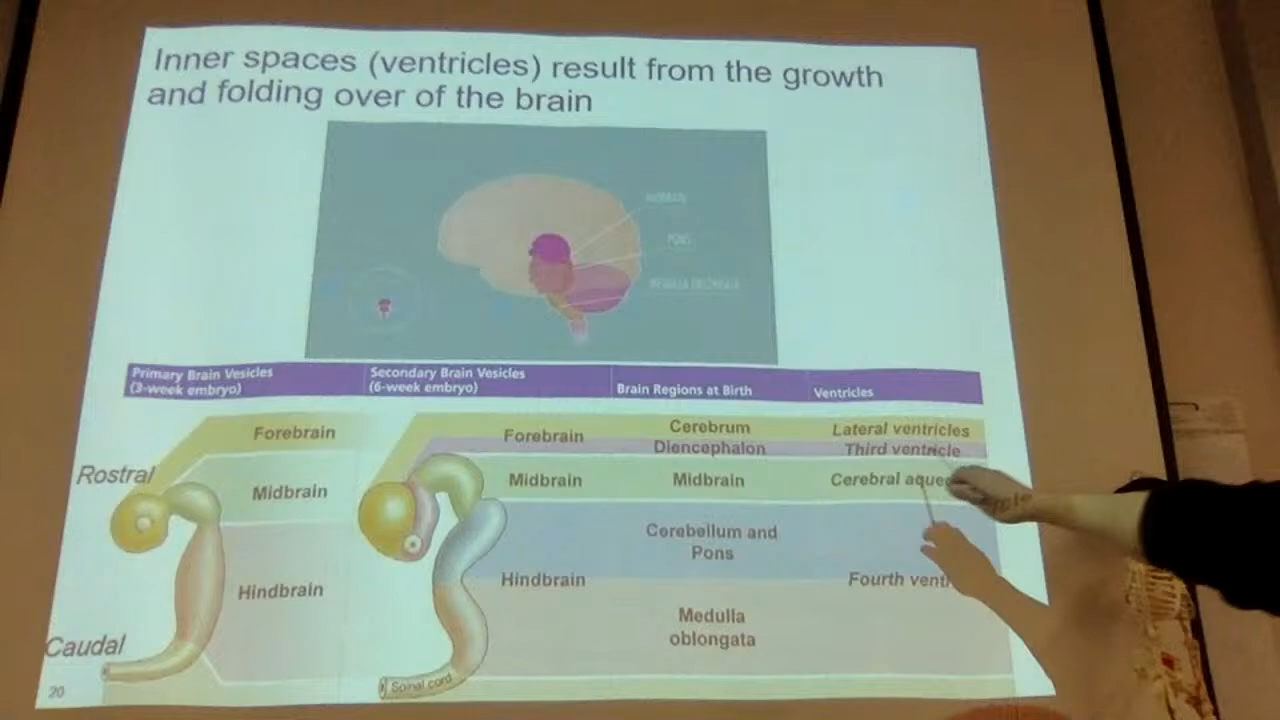 Inner spaces (ventricles) result from the growth
and folding over of the brain
PONS
Primary Brain Vesicles
(3-week embryo)
Secondary Brain Vesicles
(6-week embryo)
Brain Regions at Birth
Ventricles
Forebrain
Forebrain
Cerebrum
Lateral ventricles
Diencephalon
Third ventricle
Rostral
Midbrain
Midbrain
Midbrain
Cerebral aque
Cerebellum and
Pons
Hindbrain
Hindbrain
Fourth vent
Medulla
oblongata
Caudal
Spinal cord
20